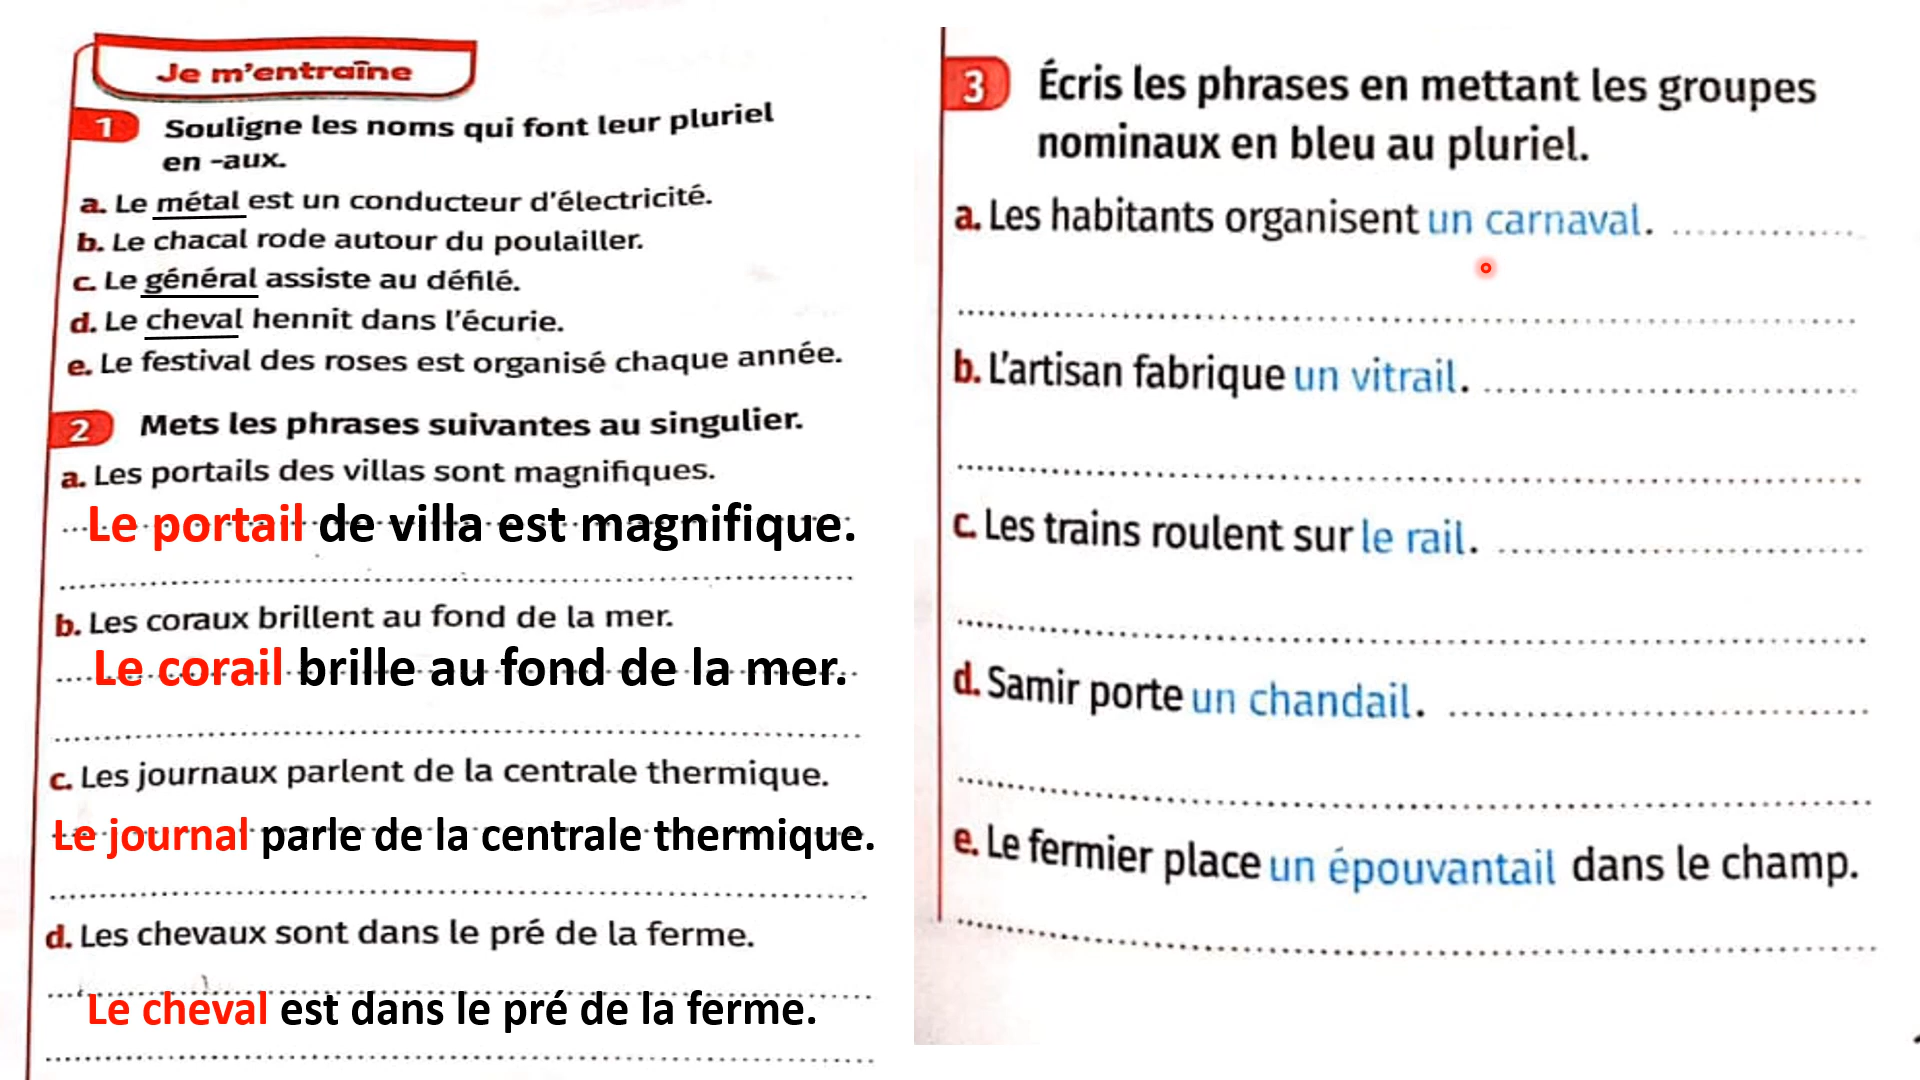 Je m'entraîne
1 Souligne les noms qui font leur pluriel
en -aux.
a. Le métal est un conducteur d'électricité.
b. Le chacal rode autour du poulailler.
c. Le général assiste au défilé.
d. Le cheval hennit dans l'écurie.
e. Le festival des roses est organisé chaque année.
2 Mets les phrases suivantes au singulier.
a. Les portails des villas sont magnifiques.
Le portail de villa est magnifique.
b. Les coraux brillent au fond de la mer.
Le corail brille au fond de la mer.
c. Les journaux parlent de la centrale thermique.
Le journal parle de la centrale thermique.
d. Les chevaux sont dans le pré de la ferme.
Le cheval est dans le pré de la ferme.
3 Écris les phrases en mettant les groupes
nominaux en bleu au pluriel.
a. Les habitants organisent un carnaval.
b. L'artisan fabrique un vitrail.
c. Les trains roulent sur le rail.
d. Samir porte un chandail.
e. Le fermier place un épouvantail dans le champ.